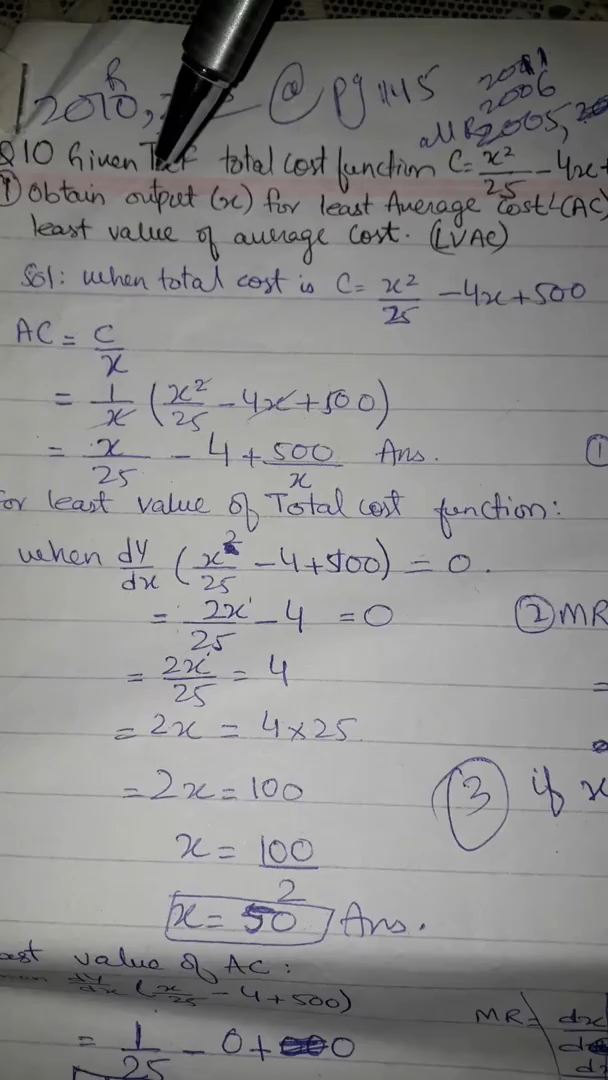 2010, @ pg 1145
2006
2005,
Q10 Given total cost function C = x²/25 - 4x +
① Obtain output (x) for least Average cost (AC)
least value of average cost. (LVAC)
Sol: when total cost is C = x²/25 - 4x + 500
AC = C/x
= 1/x (x²/25 - 4x + 500)
= x/25 - 4 + 500/x Ans.
For least value of Total cost function:
when dy/dx (x²/25 - 4 + 500) = 0.
= 2x/25 - 4 = 0
= 2x/25 = 4
= 2x = 4 × 25
= 2x = 100
x = 100/2
x = 50 Ans.
①
② MR
=
③ if x
east value of AC:
dy/dx (x/25 - 4 + 500)
= 1/25 - 0 + 0
MR = dx